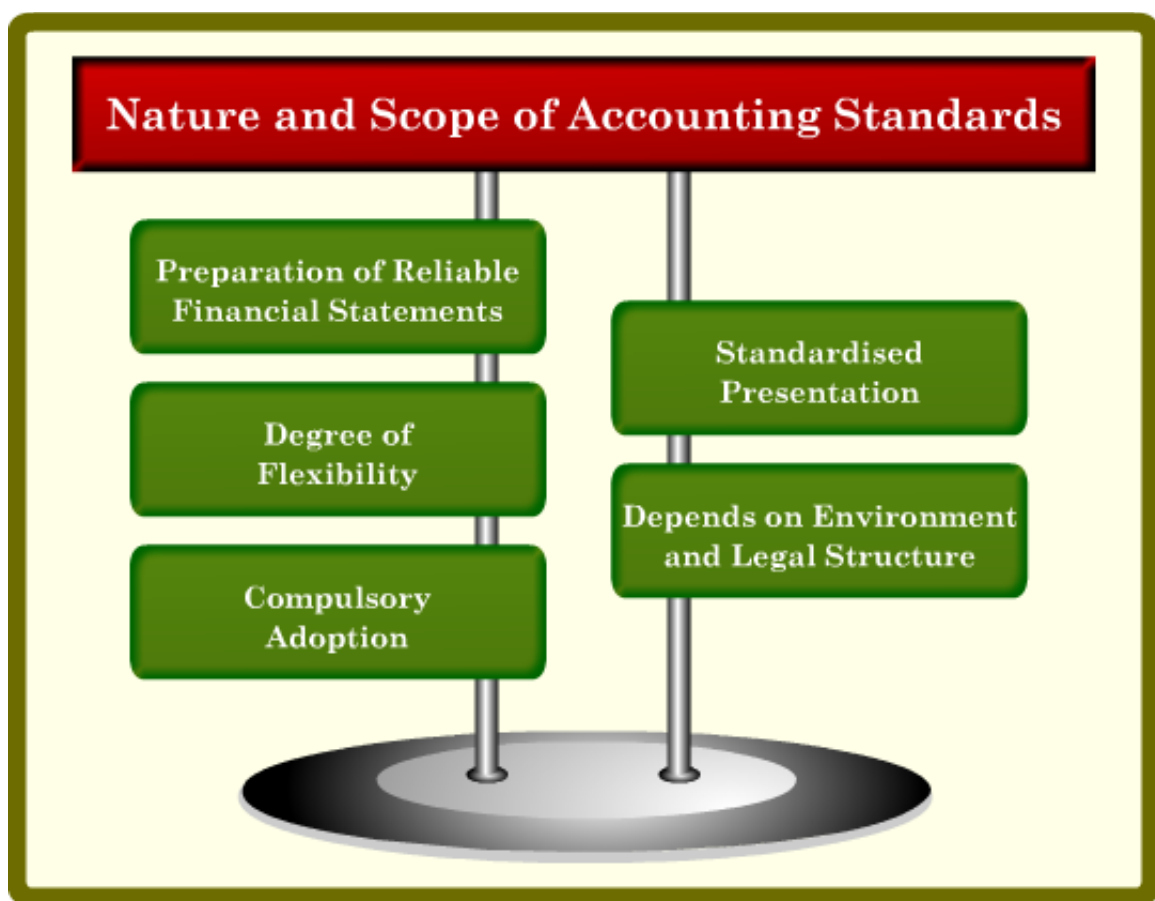 Nature and Scope of Accounting Standards
Preparation of Reliable
Financial Statements
Degree of
Flexibility
Compulsory
Adoption
Standardised
Presentation
Depends on Environment
and Legal Structure